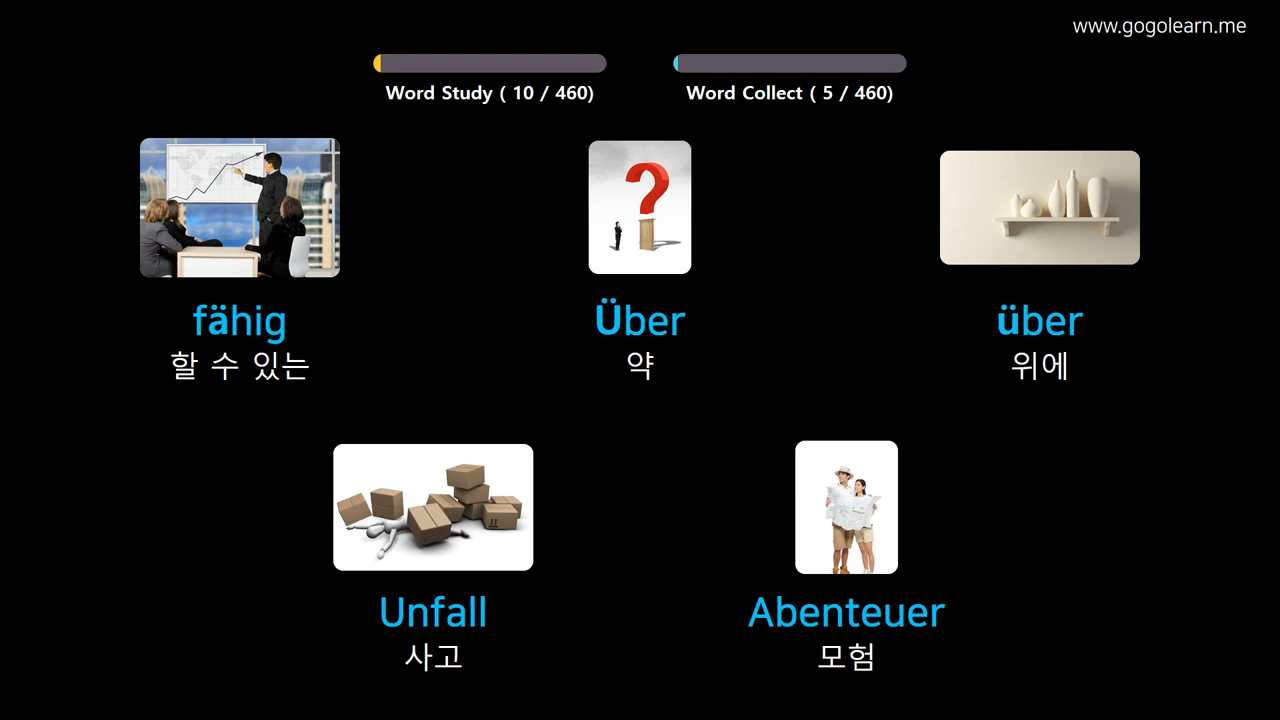 www.gogolearn.me
Word Study ( 10 / 460)
Word Collect ( 5 / 460)
fähig
할 수 있는
Über
약
über
위에
Unfall
사고
Abenteuer
모험